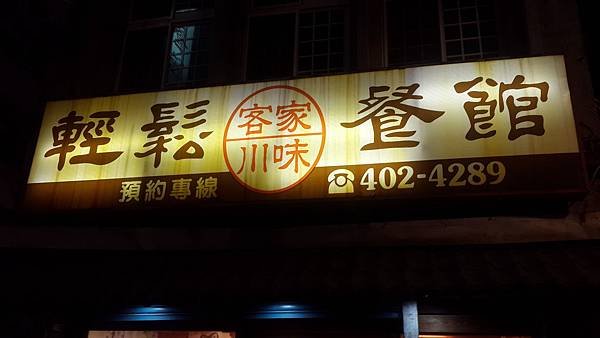 輕鬆
客家
川味
餐館
預約專線
☎402-4289